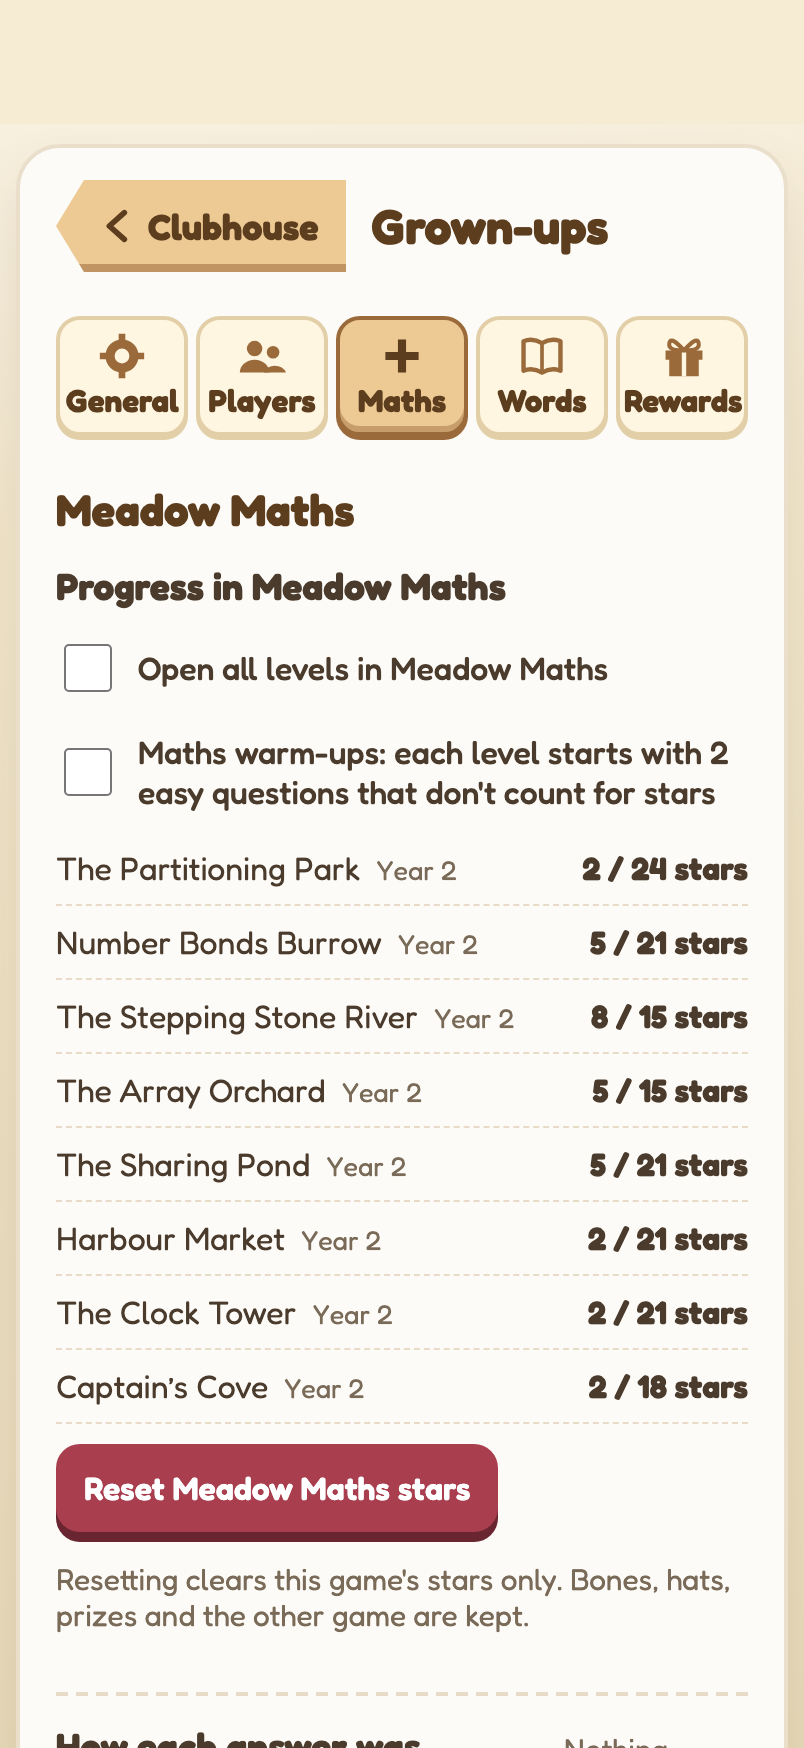 Clubhouse
Grown-ups
General
Players
Maths
Words
Rewards
Meadow Maths
Progress in Meadow Maths
Open all levels in Meadow Maths
Maths warm-ups: each level starts with 2
easy questions that don't count for stars
The Partitioning Park Year 2 2 / 24 stars
Number Bonds Burrow Year 2 5 / 21 stars
The Stepping Stone River Year 2 8 / 15 stars
The Array Orchard Year 2 5 / 15 stars
The Sharing Pond Year 2 5 / 21 stars
Harbour Market Year 2 2 / 21 stars
The Clock Tower Year 2 2 / 21 stars
Captain’s Cove Year 2 2 / 18 stars
Reset Meadow Maths stars
Resetting clears this game's stars only. Bones, hats,
prizes and the other game are kept.
How each answer was
Nothing